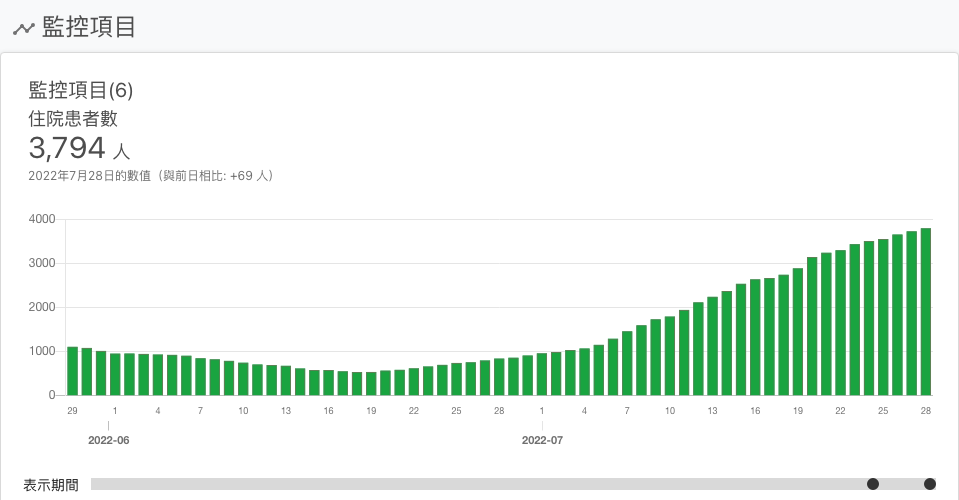 監控項目
監控項目(6)
住院患者數
3,794 人
2022年7月28日的數值（與前日相比: +69 人）
4000
3000
2000
1000
0
29 1 4 7 10 13 16 19 22 25 28 1 4 7 10 13 16 19 22 25 28
2022-06 2022-07
表示期間